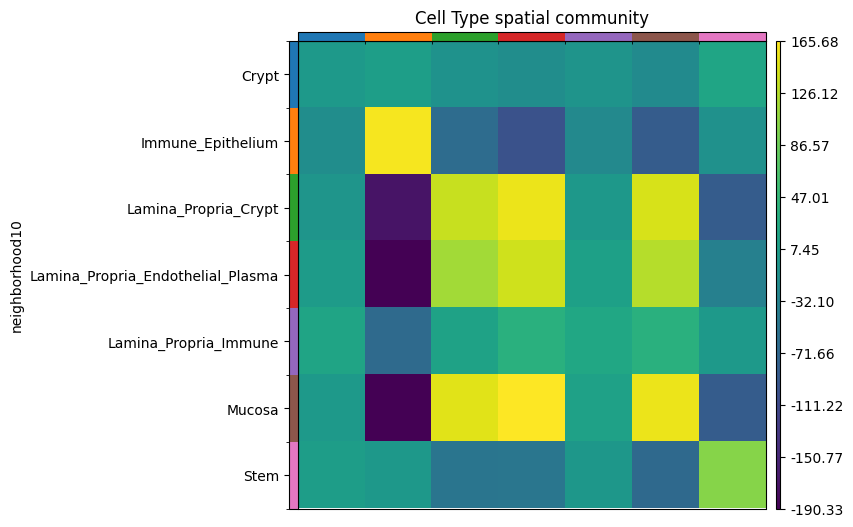 Cell Type spatial community
Crypt
Immune_Epithelium
Lamina_Propria_Crypt
Lamina_Propria_Endothelial_Plasma
Lamina_Propria_Immune
Mucosa
Stem
neighborhood10
165.68
126.12
86.57
47.01
7.45
-32.10
-71.66
-111.22
-150.77
-190.33